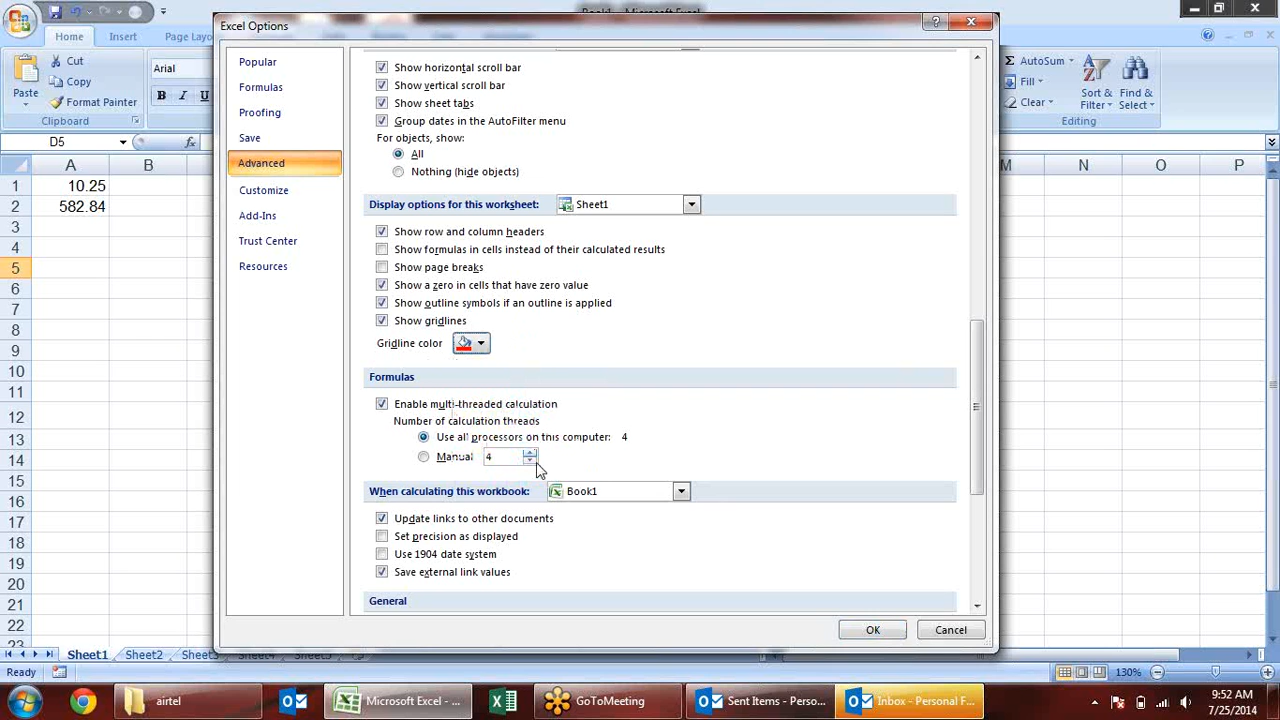 Book1 - Microsoft Excel
Excel Options
Home Insert Page Layo
Cut
Copy
Format Painter
Paste
Clipboard
Arial
B I U
AutoSum
Fill
Clear
Sort & Filter
Find & Select
Editing
D5
fx
A B M N O P
1 10.25
2 582.84
3
4
5
6
7
8
9
10
11
12
13
14
15
16
17
18
19
20
21
22
23
Popular
Formulas
Proofing
Save
Advanced
Customize
Add-Ins
Trust Center
Resources
Show horizontal scroll bar
Show vertical scroll bar
Show sheet tabs
Group dates in the AutoFilter menu
For objects, show:
All
Nothing (hide objects)
Display options for this worksheet: Sheet1
Show row and column headers
Show formulas in cells instead of their calculated results
Show page breaks
Show a zero in cells that have zero value
Show outline symbols if an outline is applied
Show gridlines
Gridline color
Formulas
Enable multi-threaded calculation
Number of calculation threads
Use all processors on this computer: 4
Manual 4
When calculating this workbook: Book1
Update links to other documents
Set precision as displayed
Use 1904 date system
Save external link values
General
OK Cancel
Sheet1 Sheet2 Sheet3 Sheet4 Sheet5
Ready
130%
airtel
Microsoft Excel - ...
GoToMeeting
Sent Items - Perso...
Inbox - Personal F...
9:52 AM
7/25/2014